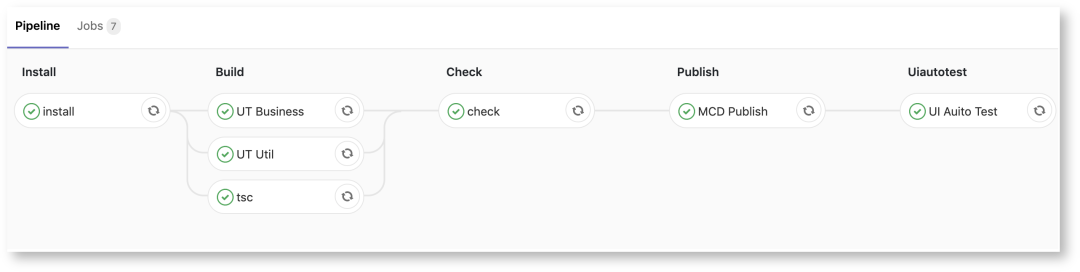 Pipeline Jobs 7
Install Build Check Publish Uiautotest
install UT Business check MCD Publish UI Auito Test
UT Util
tsc